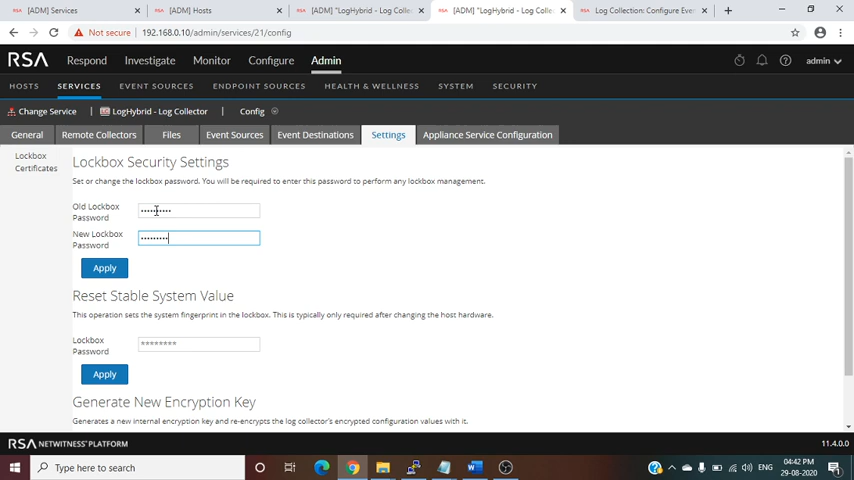 [ADM] Services
[ADM] Hosts
[ADM] "LogHybrid - Log Colle
[ADM] "LogHybrid - Log Colle
Log Collection: Configure Ever
Not secure
192.168.0.10/admin/services/21/config
RSA
Respond
Investigate
Monitor
Configure
Admin
admin
HOSTS
SERVICES
EVENT SOURCES
ENDPOINT SOURCES
HEALTH & WELLNESS
SYSTEM
SECURITY
Change Service
LogHybrid - Log Collector
Config
General
Remote Collectors
Files
Event Sources
Event Destinations
Settings
Appliance Service Configuration
Lockbox
Certificates
Lockbox Security Settings
Set or change the lockbox password. You will be required to enter this password to perform any lockbox management.
Old Lockbox
Password
New Lockbox
Password
Apply
Reset Stable System Value
This operation sets the system fingerprint in the lockbox. This is typically only required after changing the host hardware.
Lockbox
Password
********
Apply
Generate New Encryption Key
Generates a new internal encryption key and re-encrypts the log collector's encrypted configuration values with it.
RSA NETWITNESS PLATFORM
11.4.0.0
Type here to search
ENG
04:42 PM
29-08-2020